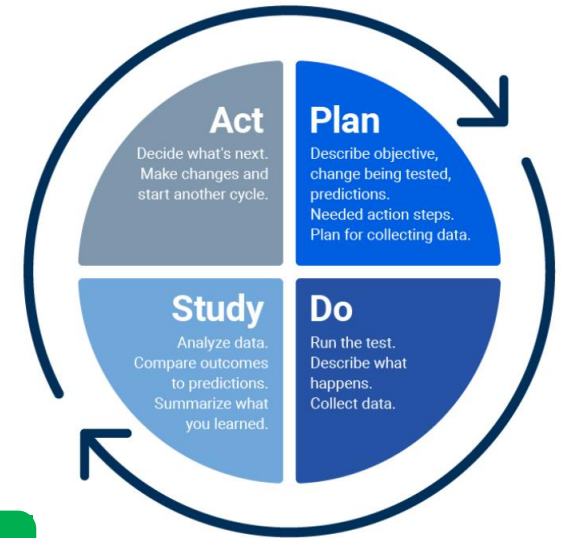 Act
Decide what's next.
Make changes and
start another cycle.
Plan
Describe objective,
change being tested,
predictions.
Needed action steps.
Plan for collecting data.
Study
Analyze data.
Compare outcomes
to predictions.
Summarize what
you learned.
Do
Run the test.
Describe what
happens.
Collect data.